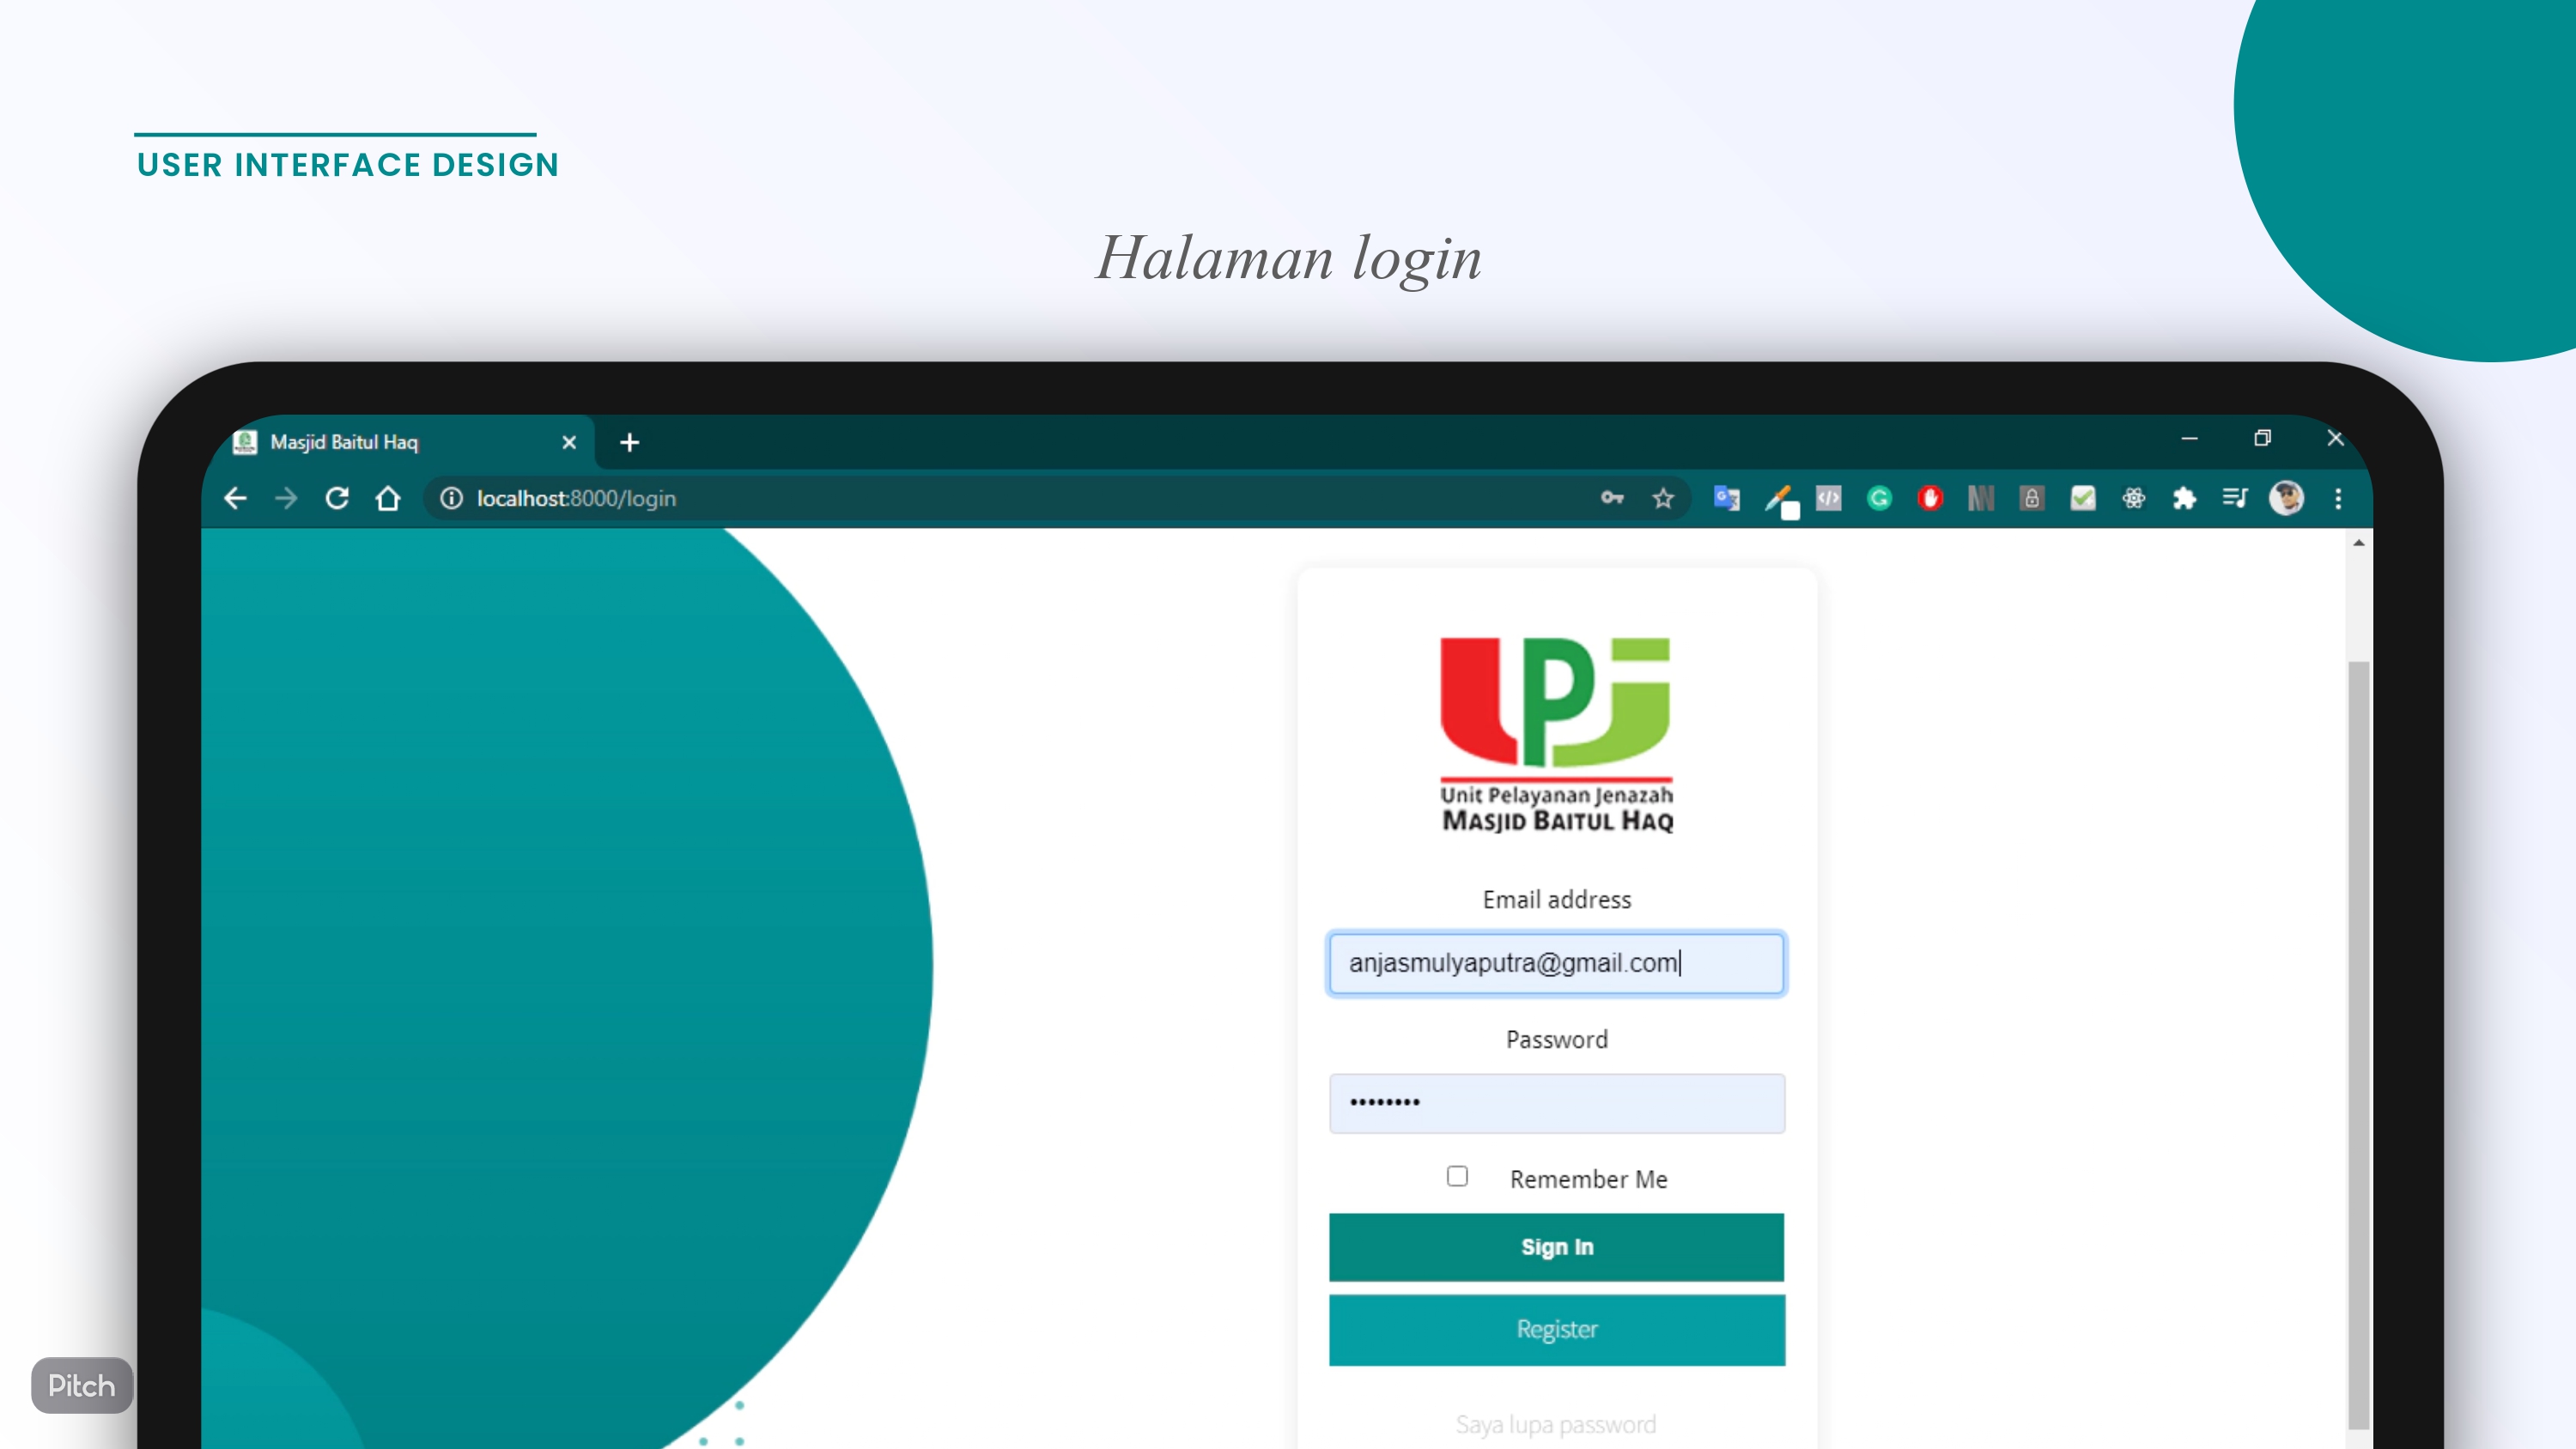 USER INTERFACE DESIGN
Halaman login
Masjid Baitul Haq
localhost:8000/login
UPJ
Unit Pelayanan Jenazah
MASJID BAITUL HAQ
Email address
anjasmulyaputra@gmail.com
Password
••••••••
Remember Me
Sign In
Register
Saya lupa password
Pitch